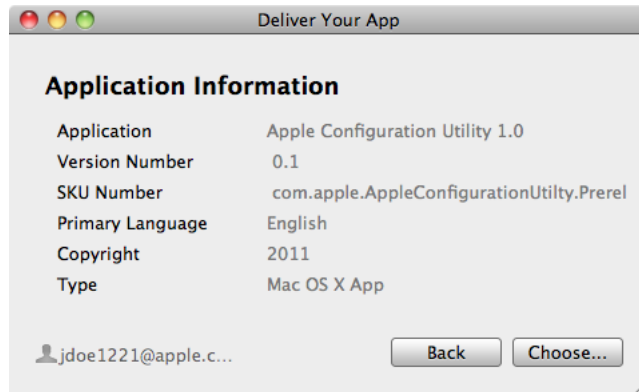 Deliver Your App
Application Information
Application Apple Configuration Utility 1.0
Version Number 0.1
SKU Number com.apple.AppleConfigurationUtilty.Prerel
Primary Language English
Copyright 2011
Type Mac OS X App
jdoe1221@apple.c... Back Choose...